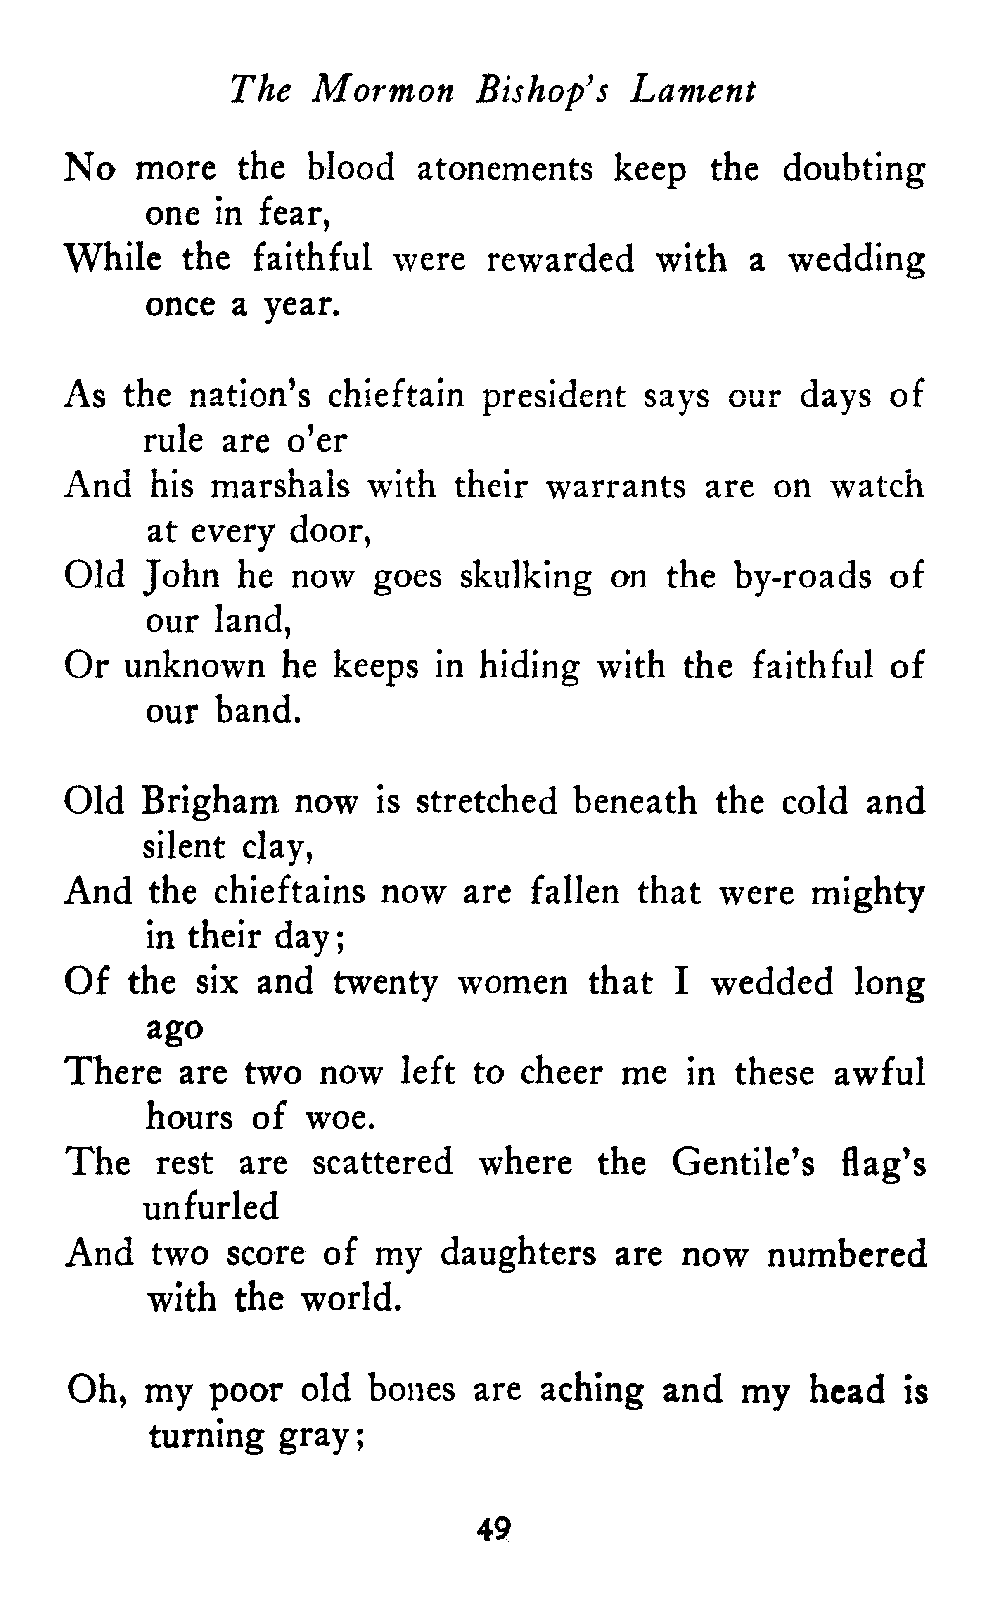 The Mormon Bishop's Lament
No more the blood atonements keep the doubting
one in fear,
While the faithful were rewarded with a wedding
once a year.
As the nation's chieftain president says our days of
rule are o'er
And his marshals with their warrants are on watch
at every door,
Old John he now goes skulking on the by-roads of
our land,
Or unknown he keeps in hiding with the faithful of
our band.
Old Brigham now is stretched beneath the cold and
silent clay,
And the chieftains now are fallen that were mighty
in their day;
Of the six and twenty women that I wedded long
ago
There are two now left to cheer me in these awful
hours of woe.
The rest are scattered where the Gentile's flag's
unfurled
And two score of my daughters are now numbered
with the world.
Oh, my poor old bones are aching and my head is
turning gray;
49